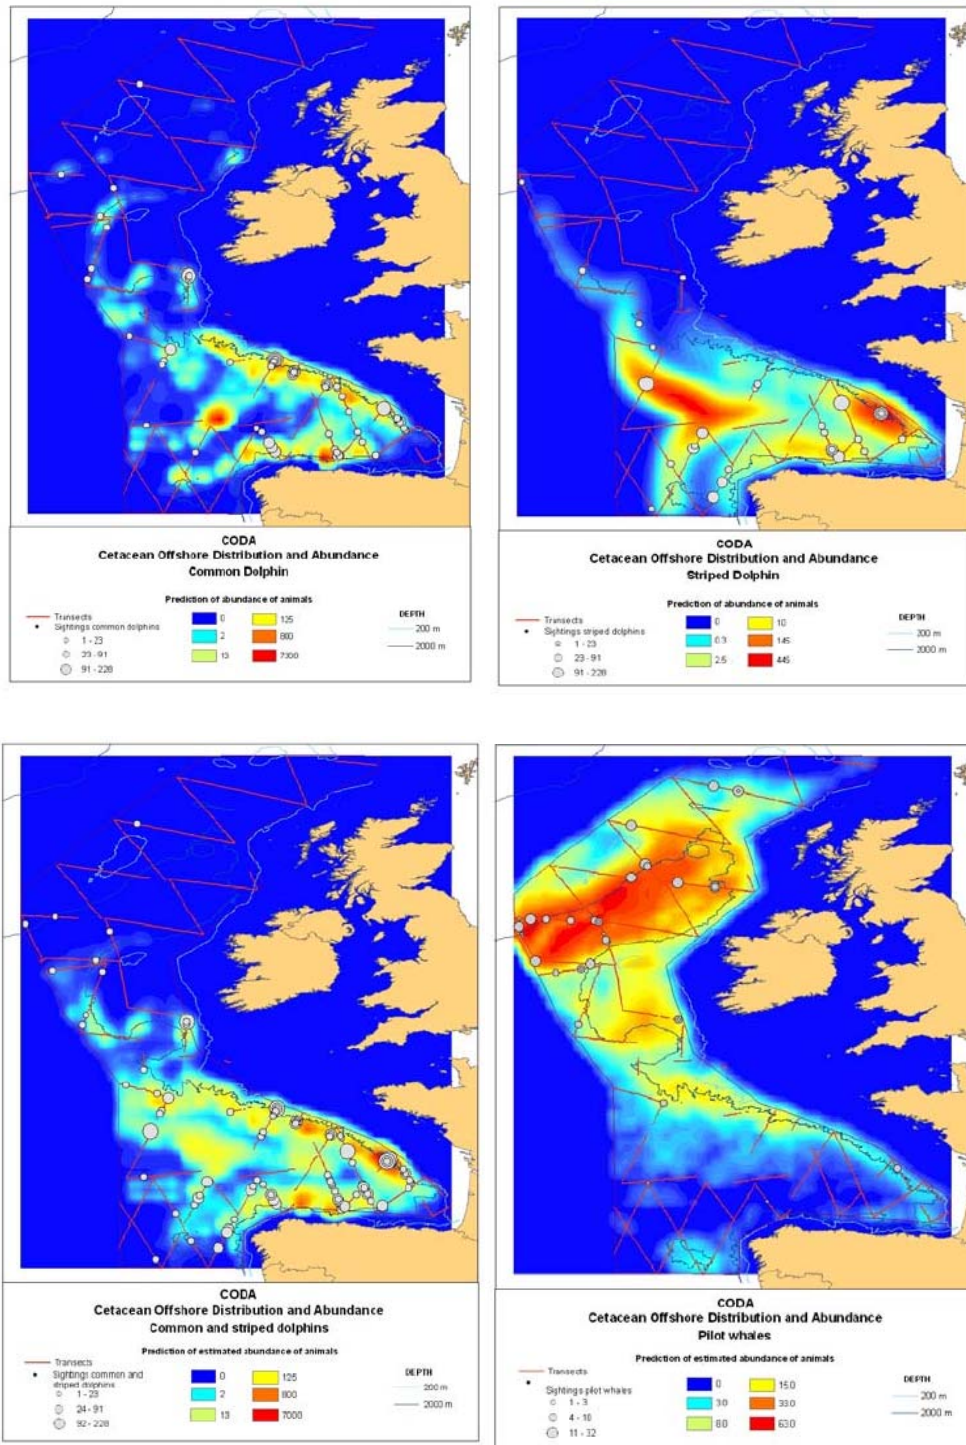 CODA
Cetacean Offshore Distribution and Abundance
Common Dolphin
Prediction of abundance of animals
Transects
Sightings common dolphins
1 - 23
23 - 91
91 - 228
0
2
13
125
800
7300
DEPTH
200 m
2000 m
CODA
Cetacean Offshore Distribution and Abundance
Striped Dolphin
Prediction of abundance of animals
Transects
Sightings striped dolphins
1 - 23
23 - 91
91 - 228
0
0.3
2.5
10
145
445
DEPTH
200 m
2000 m
CODA
Cetacean Offshore Distribution and Abundance
Common and striped dolphins
Prediction of estimated abundance of animals
Transects
Sightings common and
striped dolphins
1 - 23
24 - 91
92 - 228
0
2
13
125
800
7000
DEPTH
200 m
2000 m
CODA
Cetacean Offshore Distribution and Abundance
Pilot whales
Prediction of estimated abundance of animals
Transects
Sightings pilot whales
1 - 3
4 - 10
11 - 32
0
3.0
8.0
15.0
33.0
63.0
DEPTH
200 m
2000 m